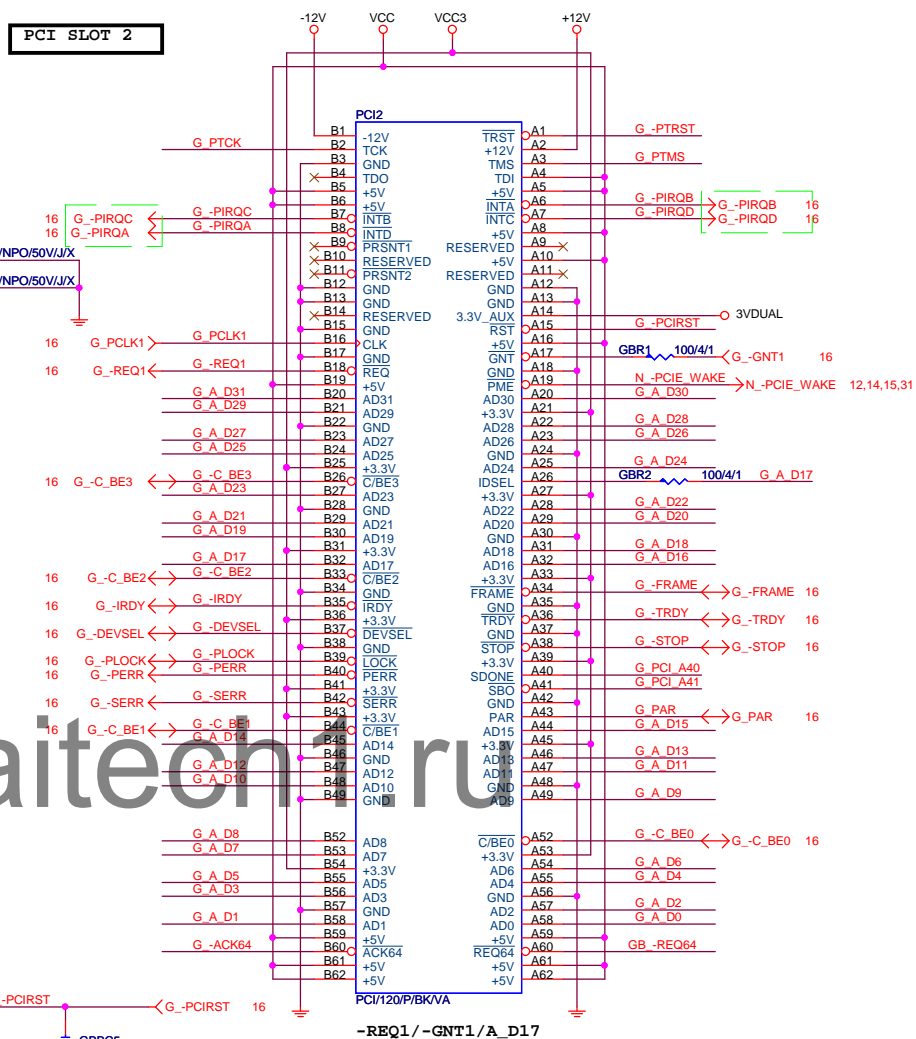 PCI SLOT 2
-12V VCC VCC3 +12V
PCI2
B1 -12V TRST A1 G_-PTRST
G_PTCK B2 TCK +12V A2
B3 GND TMS A3 G_PTMS
B4 TDO TDI A4
B5 +5V +5V A5
B6 +5V INTA A6 G_-PIRQB G_-PIRQB 16
16 G_-PIRQC G_-PIRQC B7 INTB INTC A7 G_-PIRQD G_-PIRQD 16
16 G_-PIRQA G_-PIRQA B8 INTD +5V A8
B9 PRSNT1 RESERVED A9
/NPO/50V/J/X B10 RESERVED +5V A10
B11 PRSNT2 RESERVED A11
/NPO/50V/J/X B12 GND GND A12
B13 GND GND A13
B14 RESERVED 3.3V_AUX A14 3VDUAL
B15 GND RST A15 G_-PCIRST
16 G_PCLK1 G_PCLK1 B16 CLK +5V A16
B17 GND GNT A17 GBR1 100/4/1 G_-GNT1 16
16 G_-REQ1 G_-REQ1 B18 REQ GND A18
B19 +5V PME A19 N_-PCIE_WAKE N_-PCIE_WAKE 12,14,15,31
G_A_D31 B20 AD31 AD30 A20 G_A_D30
G_A_D29 B21 AD29 +3.3V A21
B22 GND AD28 A22 G_A_D28
G_A_D27 B23 AD27 AD26 A23 G_A_D26
G_A_D25 B24 AD25 GND A24
B25 +3.3V AD24 A25 G_A_D24
16 G_-C_BE3 G_-C_BE3 B26 C/BE3 IDSEL A26 GBR2 100/4/1 G_A_D17
G_A_D23 B27 AD23 +3.3V A27
B28 GND AD22 A28 G_A_D22
G_A_D21 B29 AD21 AD20 A29 G_A_D20
G_A_D19 B30 AD19 GND A30
B31 +3.3V AD18 A31 G_A_D18
G_A_D17 B32 AD17 AD16 A32 G_A_D16
16 G_-C_BE2 G_-C_BE2 B33 C/BE2 +3.3V A33
B34 GND FRAME A34 G_-FRAME G_-FRAME 16
16 G_-IRDY G_-IRDY B35 IRDY GND A35
B36 +3.3V TRDY A36 G_-TRDY G_-TRDY 16
16 G_-DEVSEL G_-DEVSEL B37 DEVSEL GND A37
B38 GND STOP A38 G_-STOP G_-STOP 16
16 G_-PLOCK G_-PLOCK B39 LOCK +3.3V A39
16 G_-PERR G_-PERR B40 PERR SDONE A40 G_PCI_A40
B41 +3.3V SBO A41 G_PCI_A41
16 G_-SERR G_-SERR B42 SERR GND A42
B43 +3.3V PAR A43 G_PAR G_PAR 16
16 G_-C_BE1 G_-C_BE1 B44 C/BE1 AD15 A44 G_A_D15
G_A_D14 B45 AD14 +3.3V A45
B46 GND AD13 A46 G_A_D13
G_A_D12 B47 AD12 AD11 A47 G_A_D11
G_A_D10 B48 AD10 GND A48
B49 GND AD9 A49 G_A_D9
aitech1.ru
G_A_D8 B52 AD8 C/BE0 A52 G_-C_BE0 G_-C_BE0 16
G_A_D7 B53 AD7 +3.3V A53
B54 +3.3V AD6 A54 G_A_D6
G_A_D5 B55 AD5 AD4 A55 G_A_D4
G_A_D3 B56 AD3 GND A56
B57 GND AD2 A57 G_A_D2
G_A_D1 B58 AD1 AD0 A58 G_A_D0
B59 +5V +5V A59
G_-ACK64 B60 ACK64 REQ64 A60 GB_-REQ64
B61 +5V +5V A61
B62 +5V +5V A62
PCI/120/P/BK/VA
-PCIRST G_-PCIRST 16
-REQ1/-GNT1/A_D17